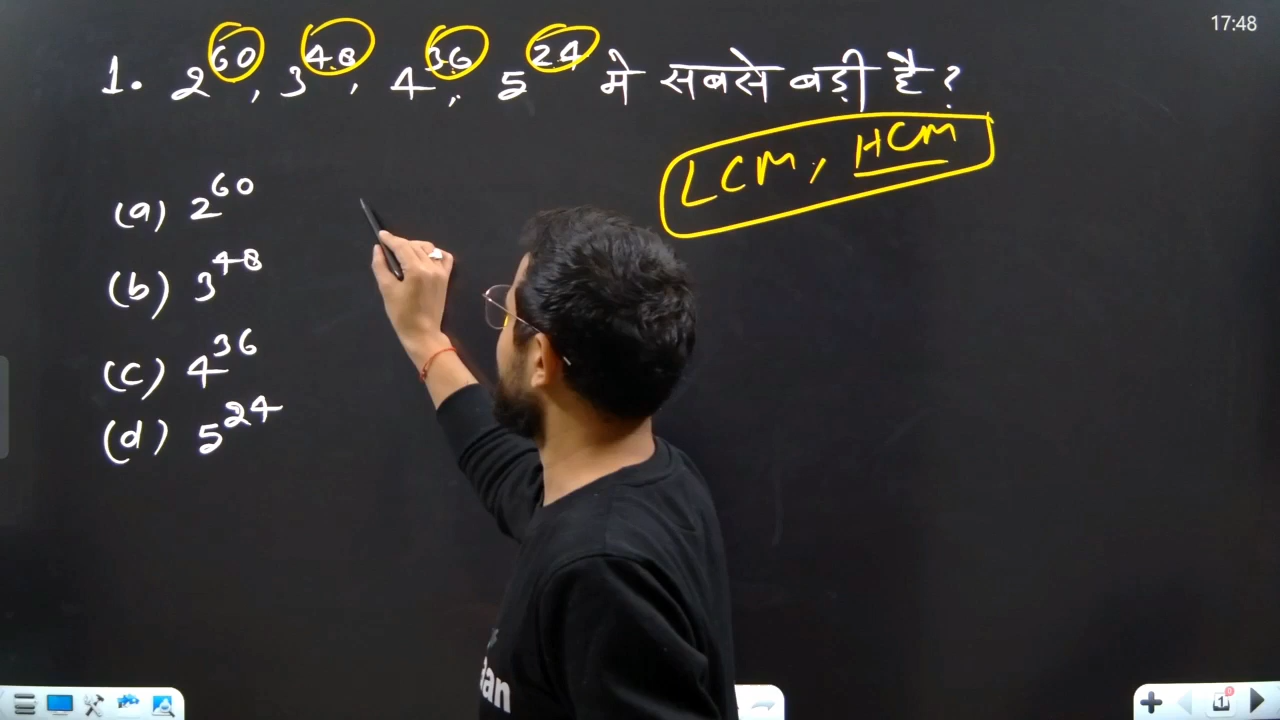 17:48
1. 2^60, 3^48, 4^36, 5^24 मे सबसे बड़ी है?
LCM, HCM
(a) 2^60
(b) 3^48
(c) 4^36
(d) 5^24